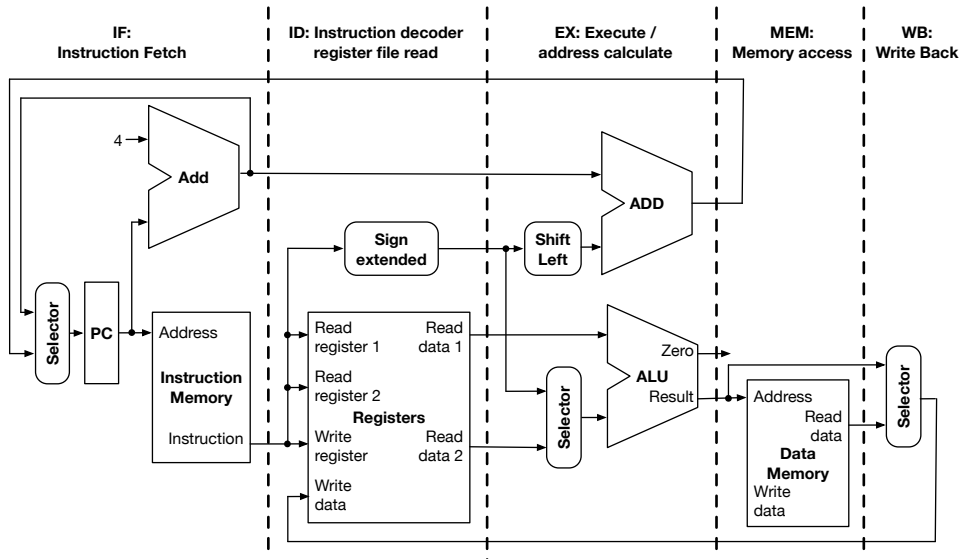 IF:
Instruction Fetch
ID: Instruction decoder
register file read
EX: Execute /
address calculate
MEM:
Memory access
WB:
Write Back
4
Add
ADD
Sign
extended
Shift
Left
Selector
PC
Address
Instruction
Memory
Instruction
Read
register 1
Read
data 1
Read
register 2
Registers
Write
register
Read
data 2
Write
data
Selector
Zero
ALU
Result
Address
Read
data
Data
Memory
Write
data
Selector